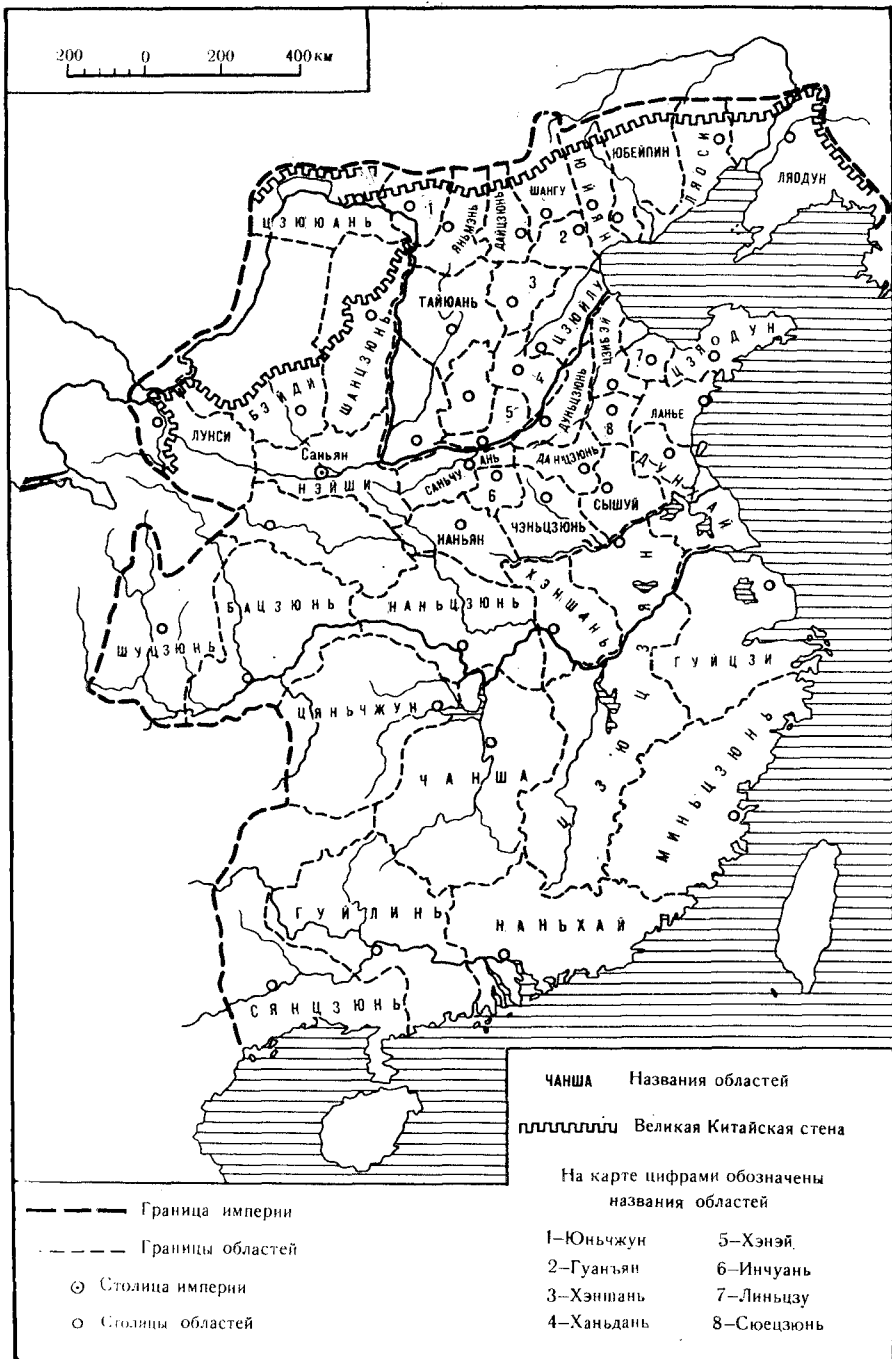 200 0 200 400 км
ЦЗЮЮАНЬ
1
ЯНЬМЭНЬ
ДАЙЦЗЮНЬ
ШАНГУ
2
ЮЙЯН
ЮБЕЙПИН
ЛЯОСИ
ЛЯОДУН
ТАЙЮАНЬ
3
ЦЗЮЙЛУ
ШАНЦЗЮНЬ
БЭЙДИ
ЛУНСИ
4
5
ЦЗИБЭЙ
7
ЦЗЯОДУН
ДУНЬЦЗЮНЬ
8
ЛАНЬЕ
Саньян
НЭЙШИ
САНЬЧУАНЬ
6
ДАНЦЗЮНЬ
ДУНХАЙ
СЫШУЙ
ЧЭНЬЦЗЮНЬ
НАНЬЯН
ХЭНШАНЬ
БАЦЗЮНЬ
НАНЬЦЗЮНЬ
ШУЦЗЮНЬ
ЦЗЮЦЗЯН
ГУЙЦЗИ
ЦЯНЬЧЖУН
ЧАНША
МИНЬЦЗЮНЬ
ГУЙЛИНЬ
НАНЬХАЙ
СЯНЦЗЮНЬ
ЧАНША Названия областей
Великая Китайская стена
На карте цифрами обозначены
названия областей
1—Юньчжун 5—Хэнэй
2—Гуанъян 6—Инчуань
3—Хэншань 7—Линьцзу
4—Ханьдань 8—Сюецзюнь
Граница империи
Границы областей
Столица империи
Столицы областей